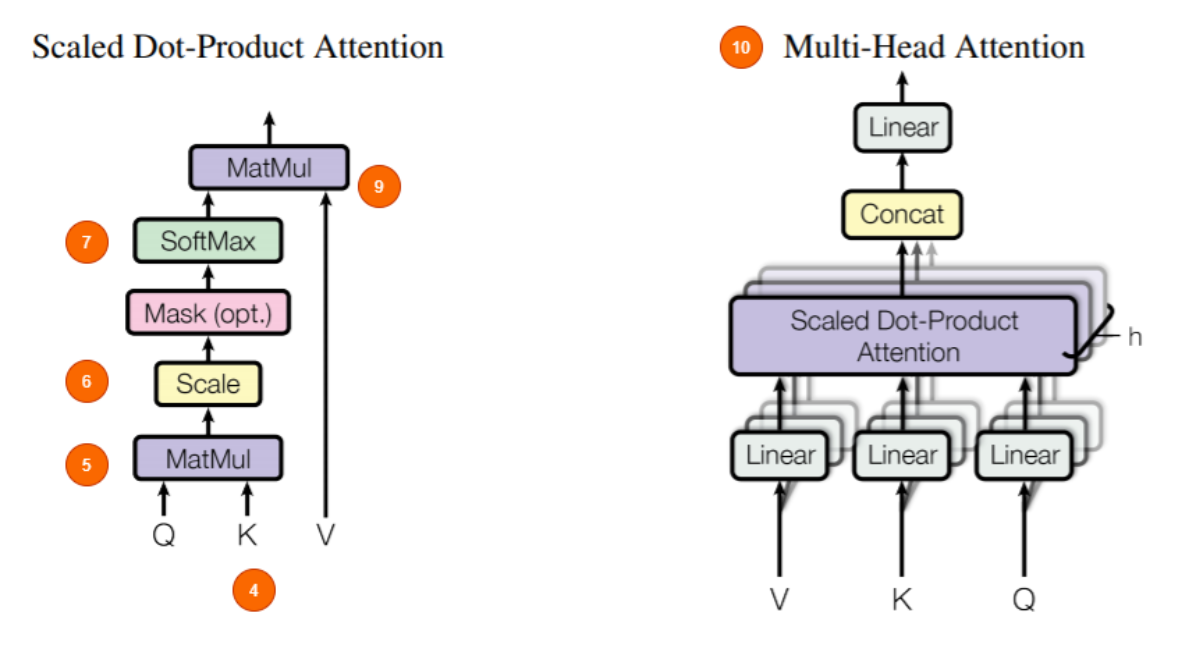 Scaled Dot-Product Attention
MatMul
9
7
SoftMax
Mask (opt.)
6
Scale
5
MatMul
Q K V
4
10 Multi-Head Attention
Linear
Concat
Scaled Dot-Product
Attention
h
Linear Linear Linear
V K Q